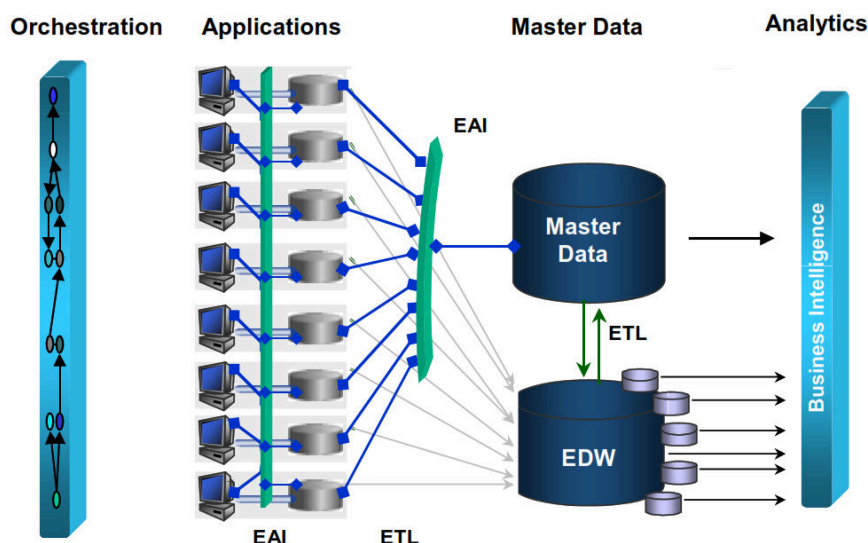 Orchestration
Applications
Master Data
Analytics
EAI
Master
Data
ETL
EDW
Business Intelligence
EAI
ETL